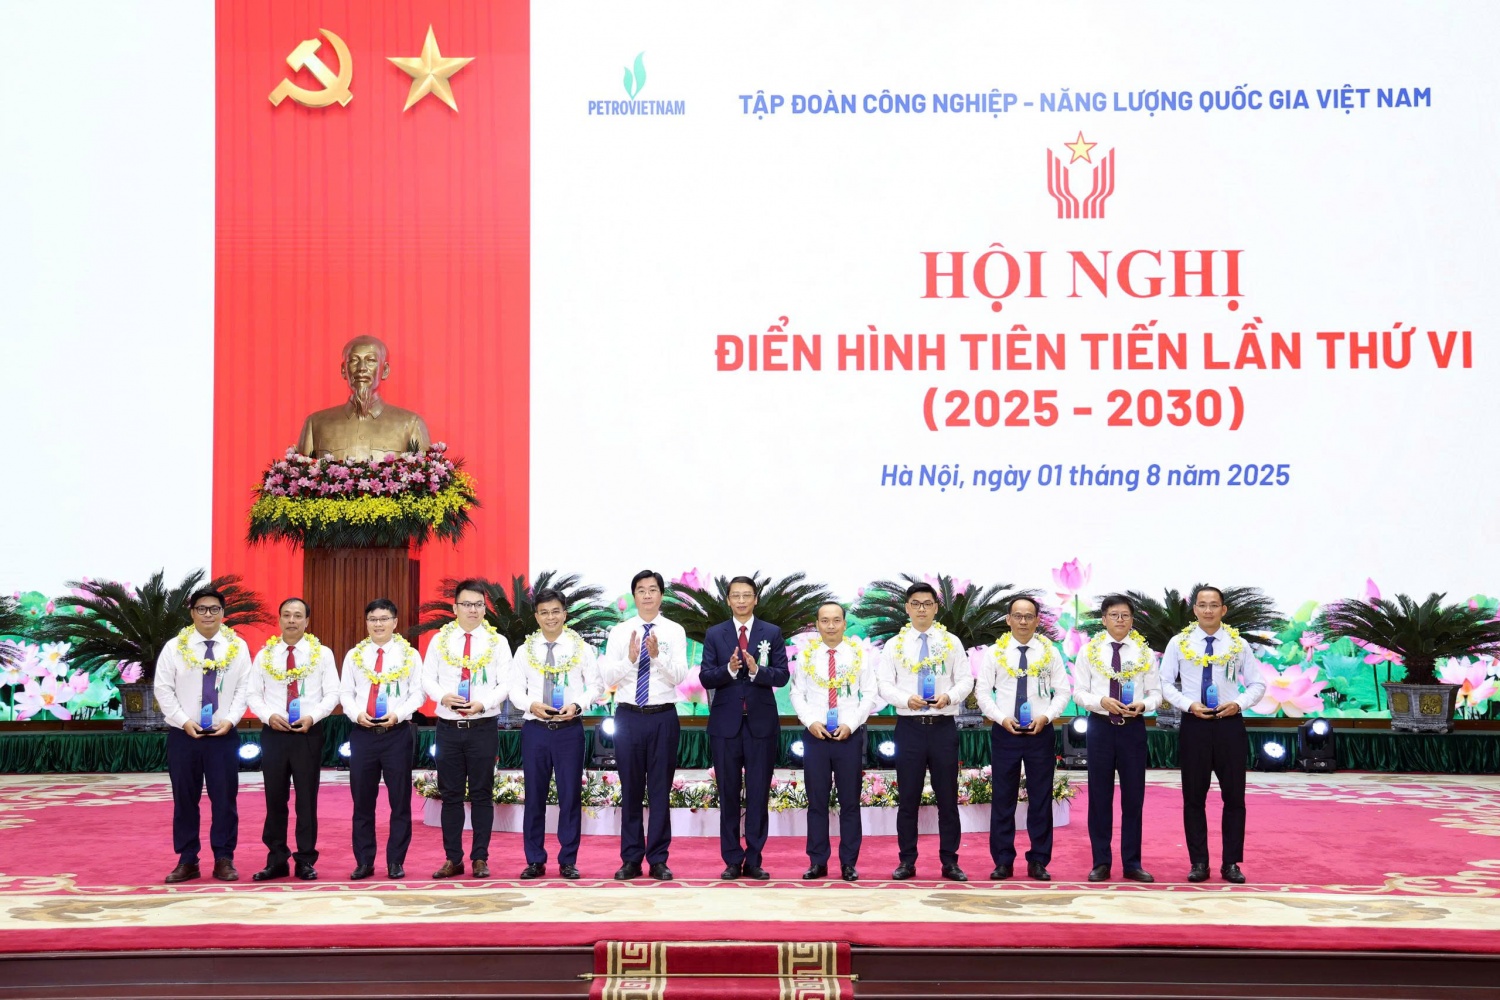 PETROVIETNAM
TẬP ĐOÀN CÔNG NGHIỆP - NĂNG LƯỢNG QUỐC GIA VIỆT NAM
HỘI NGHỊ
ĐIỂN HÌNH TIÊN TIẾN LẦN THỨ VI
(2025 - 2030)
Hà Nội, ngày 01 tháng 8 năm 2025